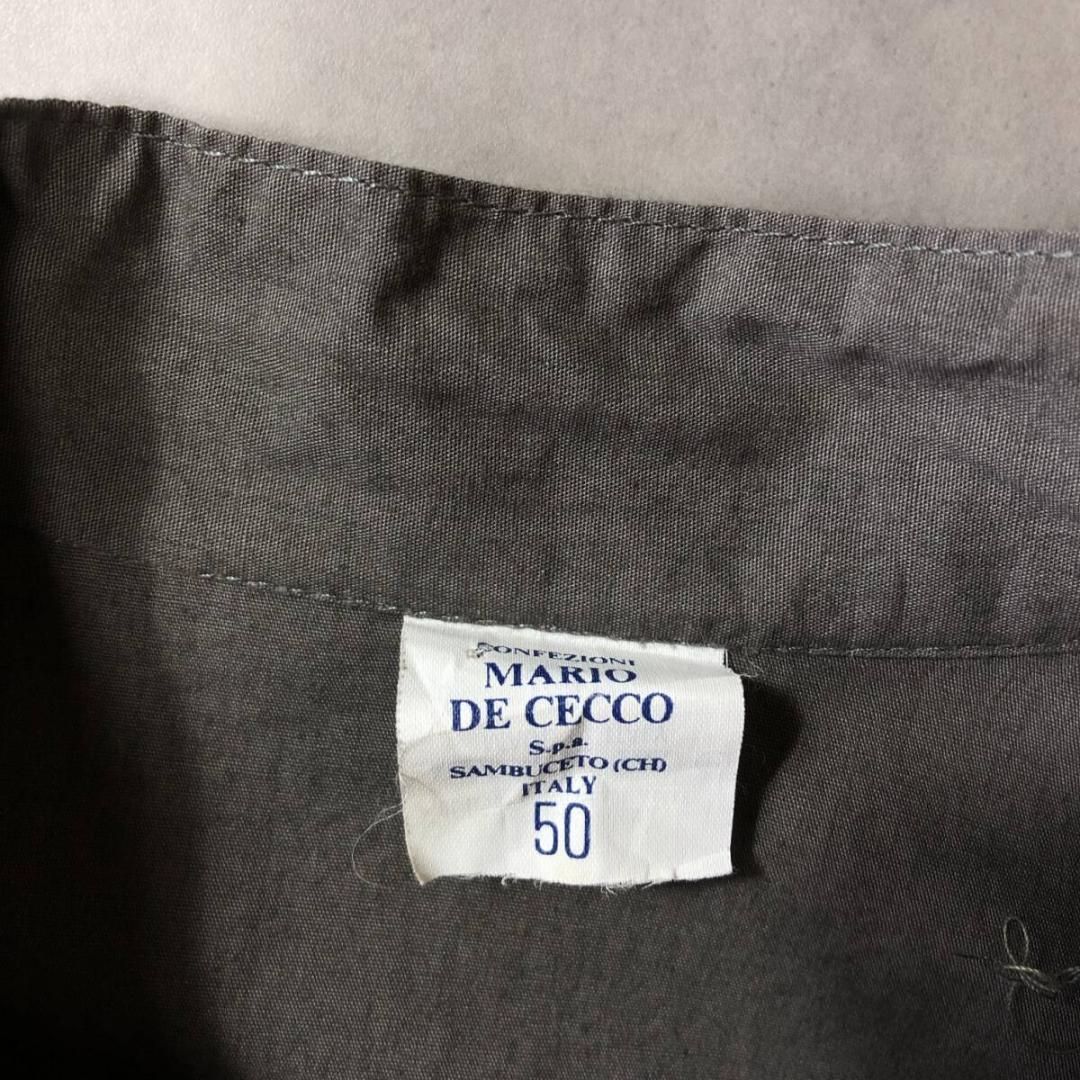 CONFEZIONI
MARIO
DE CECCO
S.p.a.
SAMBUCETO (CH)
ITALY
50